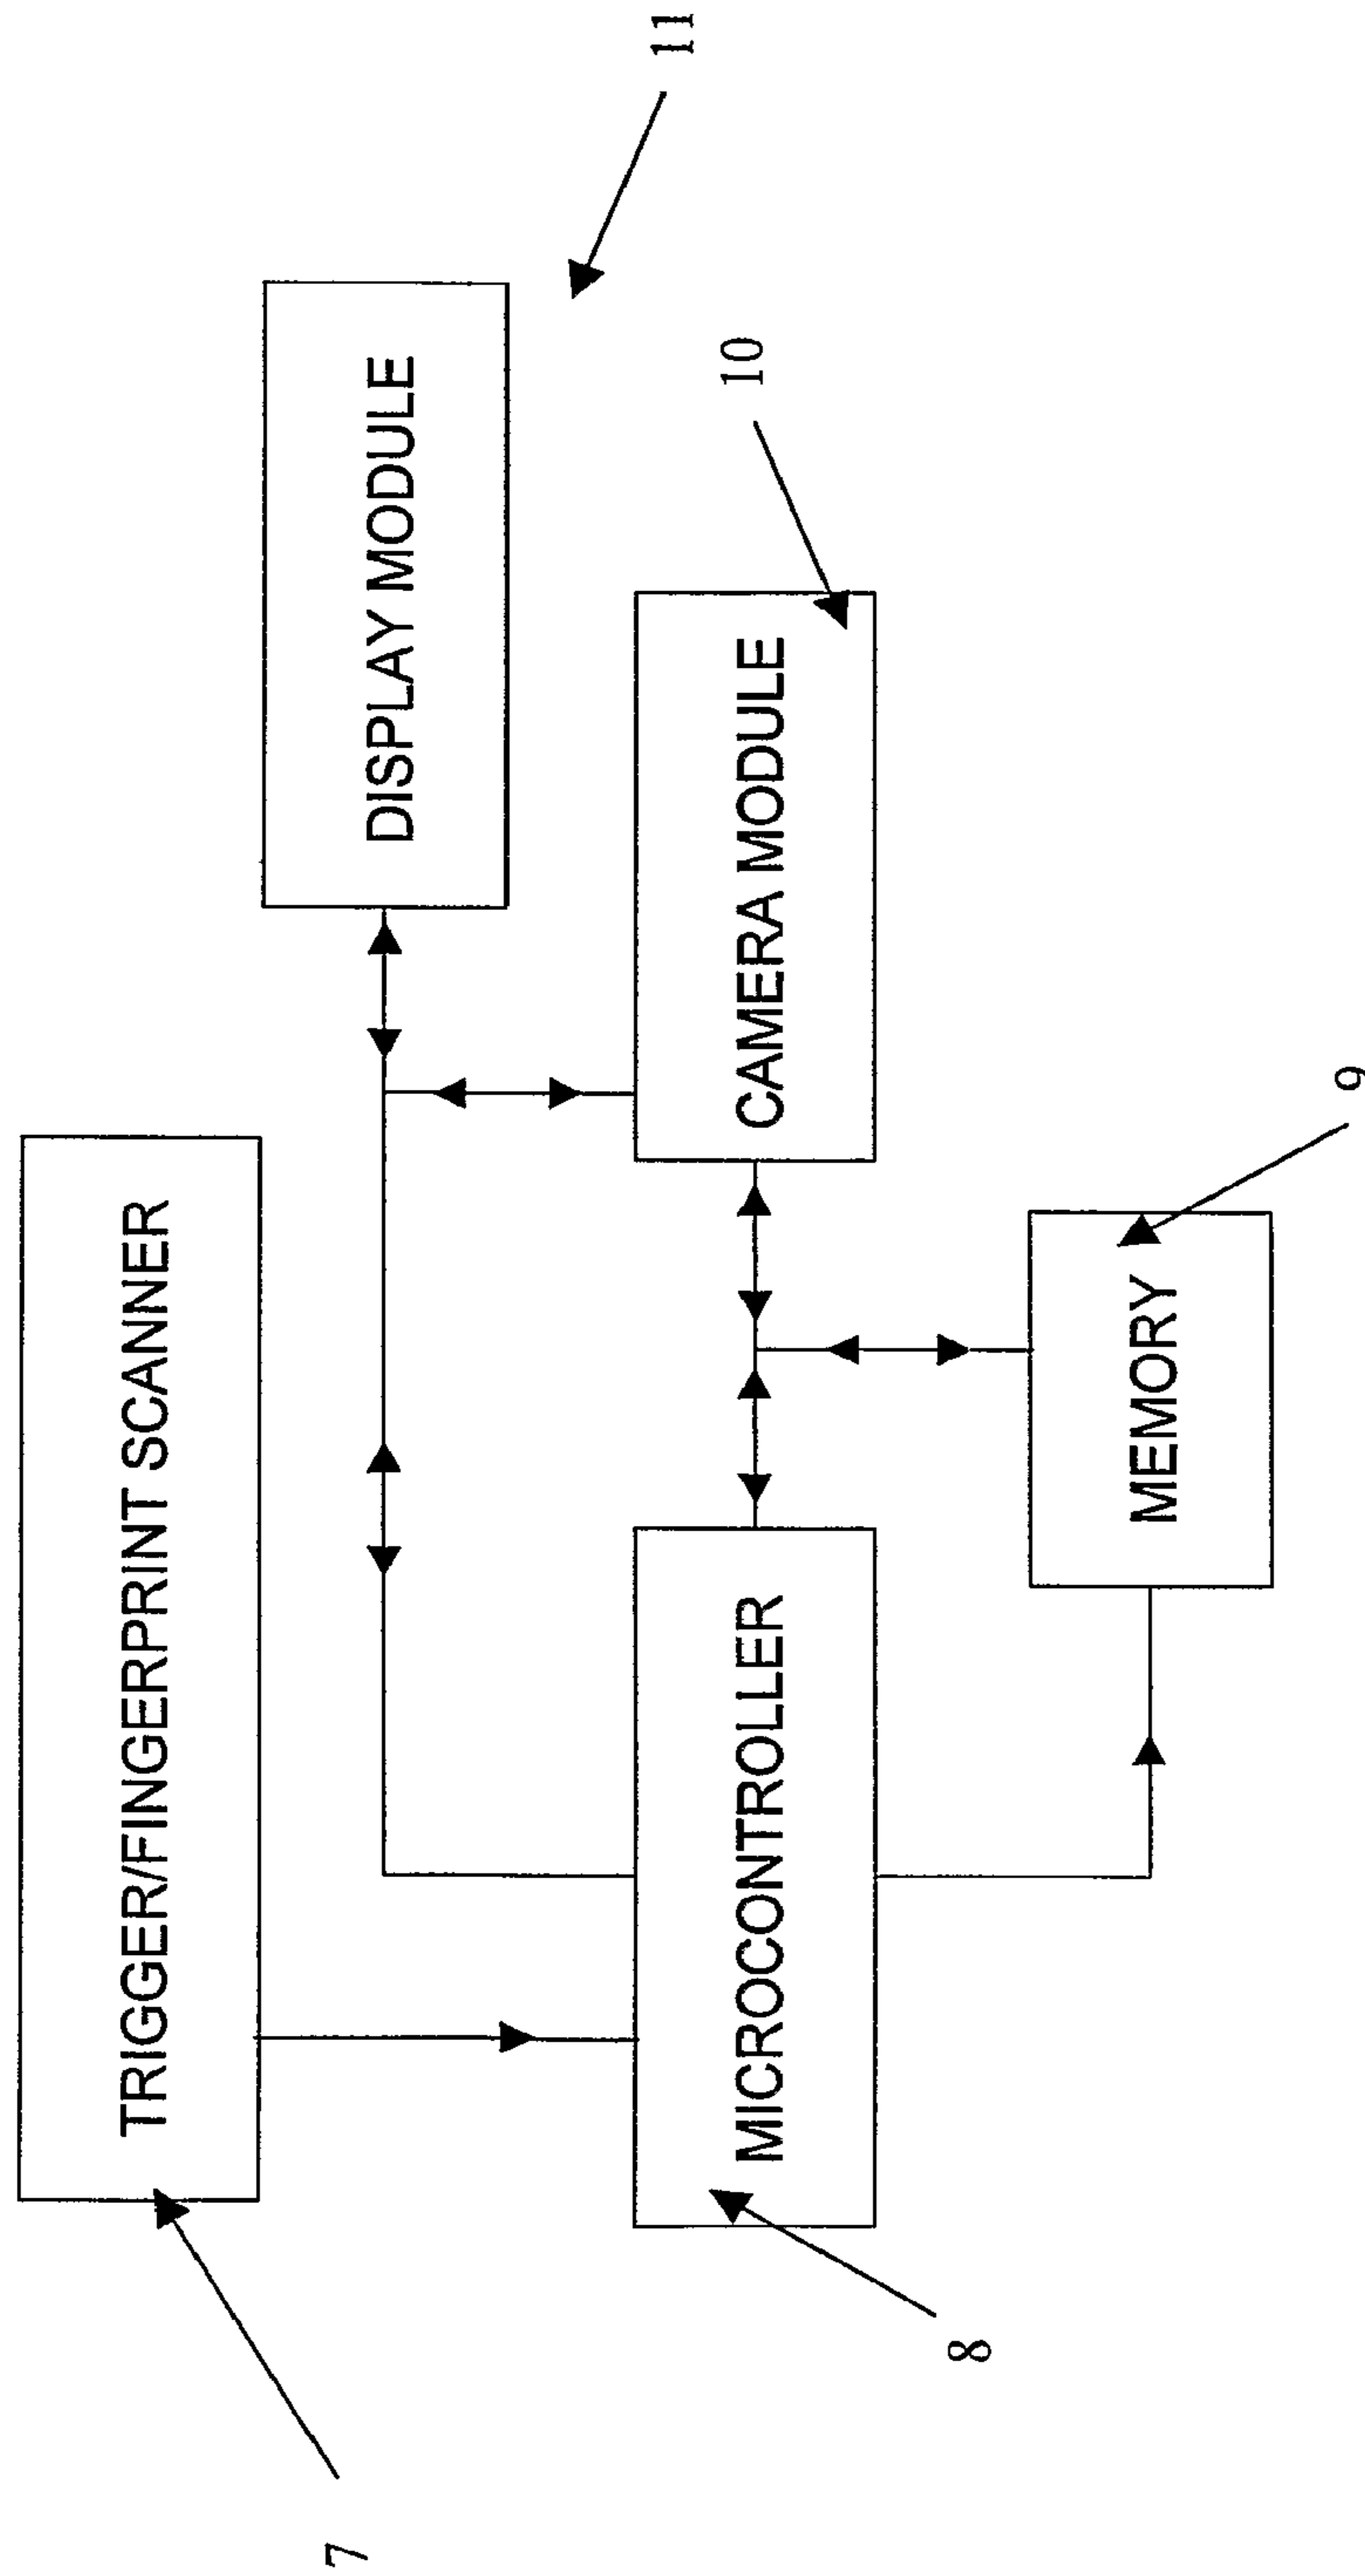 TRIGGER/FINGERPRINT SCANNER
7
DISPLAY MODULE
11
MICROCONTROLLER
8
CAMERA MODULE
10
MEMORY
9